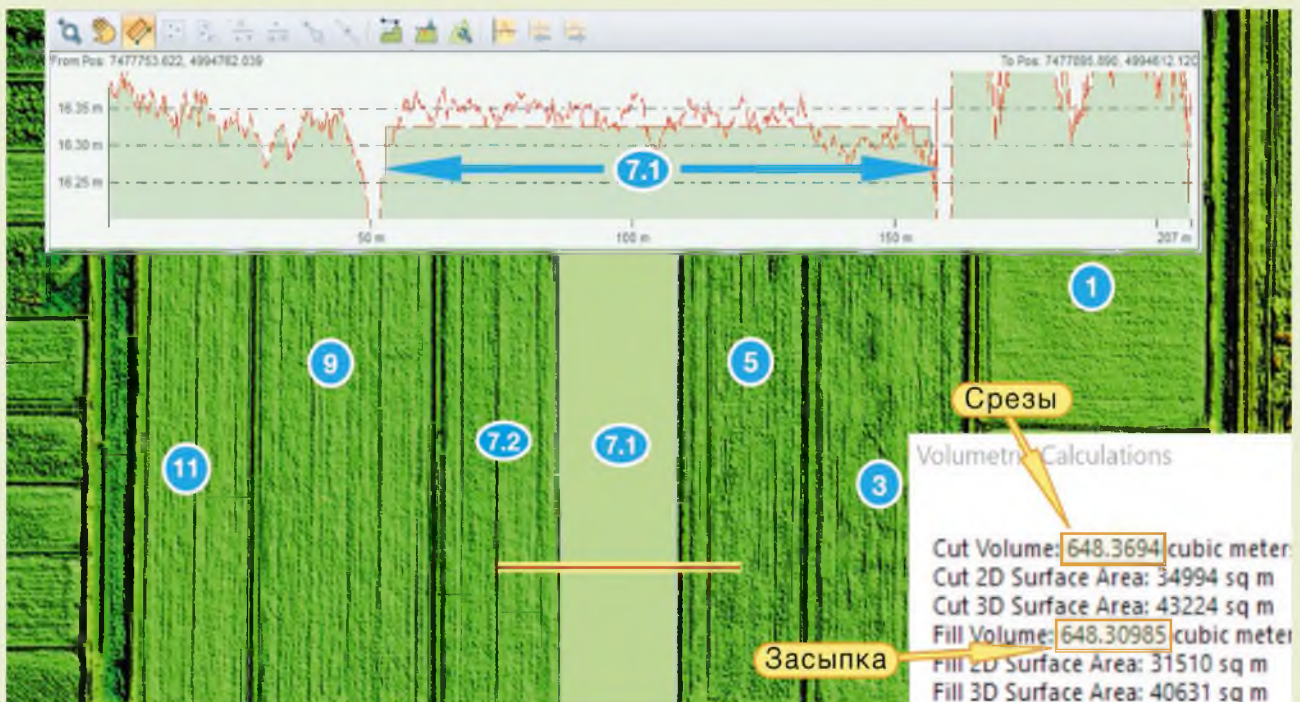 From Pos: 7477753.622, 4994762.039
To Pos: 7477895.890, 4994612.120
16.35 m
16.30 m
16.25 m
7.1
50 m
100 m
150 m
207 m
1
9
5
7.2
7.1
11
3
Срезы
Volumetri Calculations
Cut Volume: 648.3694 cubic meter
Cut 2D Surface Area: 34994 sq m
Cut 3D Surface Area: 43224 sq m
Fill Volume: 648.30985 cubic meter
Засыпка
Fill 2D Surface Area: 31510 sq m
Fill 3D Surface Area: 40631 sq m